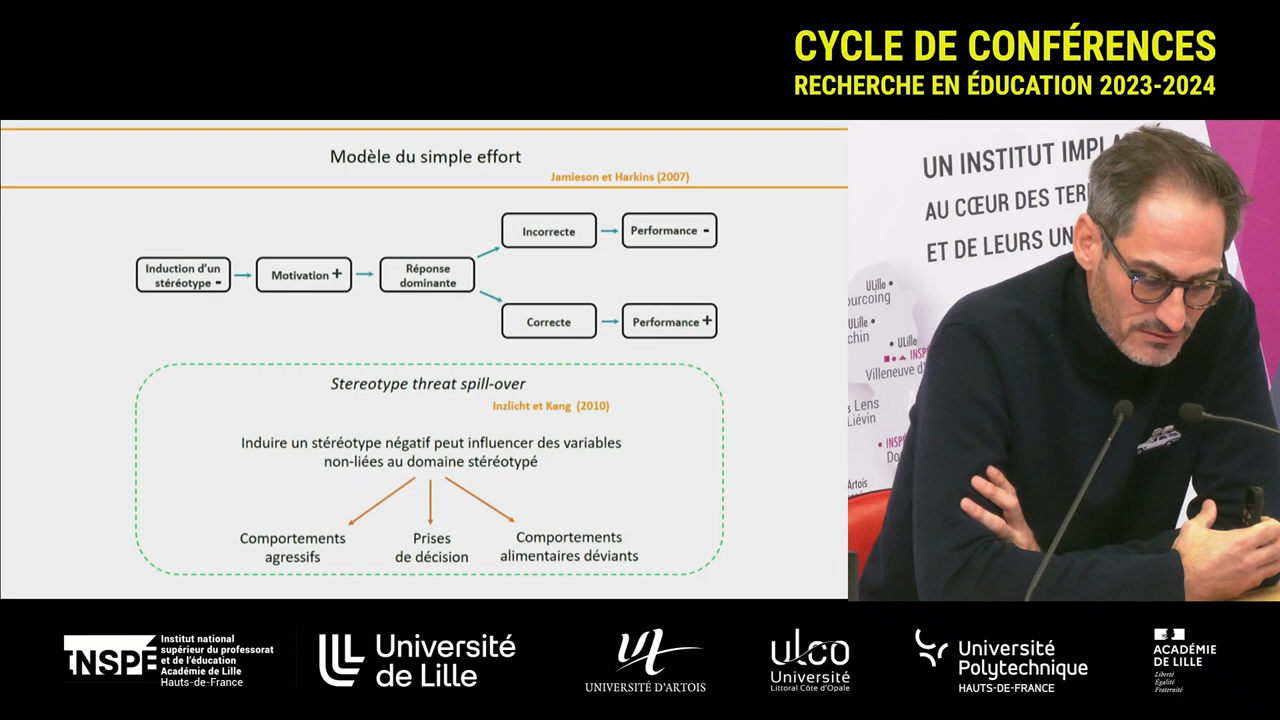 CYCLE DE CONFÉRENCES
RECHERCHE EN ÉDUCATION 2023-2024
Modèle du simple effort
Jamieson et Harkins (2007)
Incorrecte
Performance -
Induction d'un
stéréotype -
Motivation +
Réponse
dominante
Correcte
Performance +
Stereotype threat spill-over
Inzlicht et Kang (2010)
Induire un stéréotype négatif peut influencer des variables
non-liées au domaine stéréotypé
Comportements
agressifs
Prises
de décision
Comportements
alimentaires déviants
UN INSTITUT
AU CŒUR DES
ET DE LEURS
ULille
ourcoing
ULille
chin
ULille
INSP
Villeneuve d'
Lens
Liévin
INSPÉ
Artois
INSPÉ
Institut national
supérieur du professorat
et de l'éducation
Académie de Lille
Hauts-de-France
Université
de Lille
UA
UNIVERSITÉ D'ARTOIS
ulco
Université
Littoral Côte d'Opale
Université
Polytechnique
HAUTS-DE-FRANCE
ACADÉMIE
DE LILLE
Liberté
Égalité
Fraternité